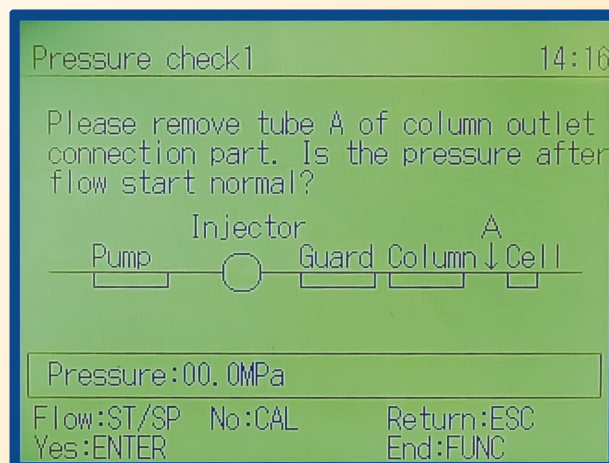 Pressure check1 14:16
Please remove tube A of column outlet
connection part. Is the pressure after
flow start normal?
Injector A
Pump Guard Column ↓ Cell
Pressure:00.0MPa
Flow:ST/SP No:CAL Return:ESC
Yes:ENTER End:FUNC